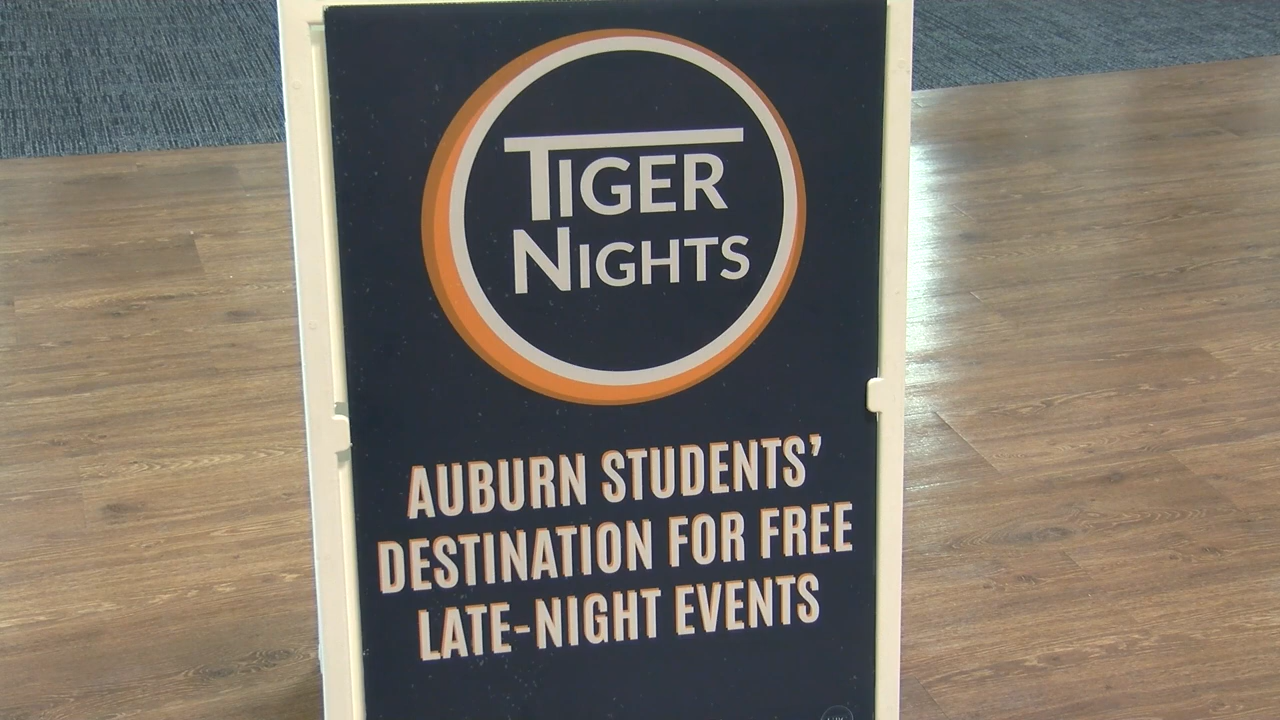 TIGER
NIGHTS
AUBURN STUDENTS'
DESTINATION FOR FREE
LATE-NIGHT EVENTS